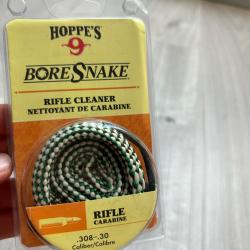 HOPPE'S
9
BORESNAKE
RIFLE CLEANER
NETTOYANT DE CARABINE
RIFLE
CARABINE
.308-.30
Caliber/Calibre